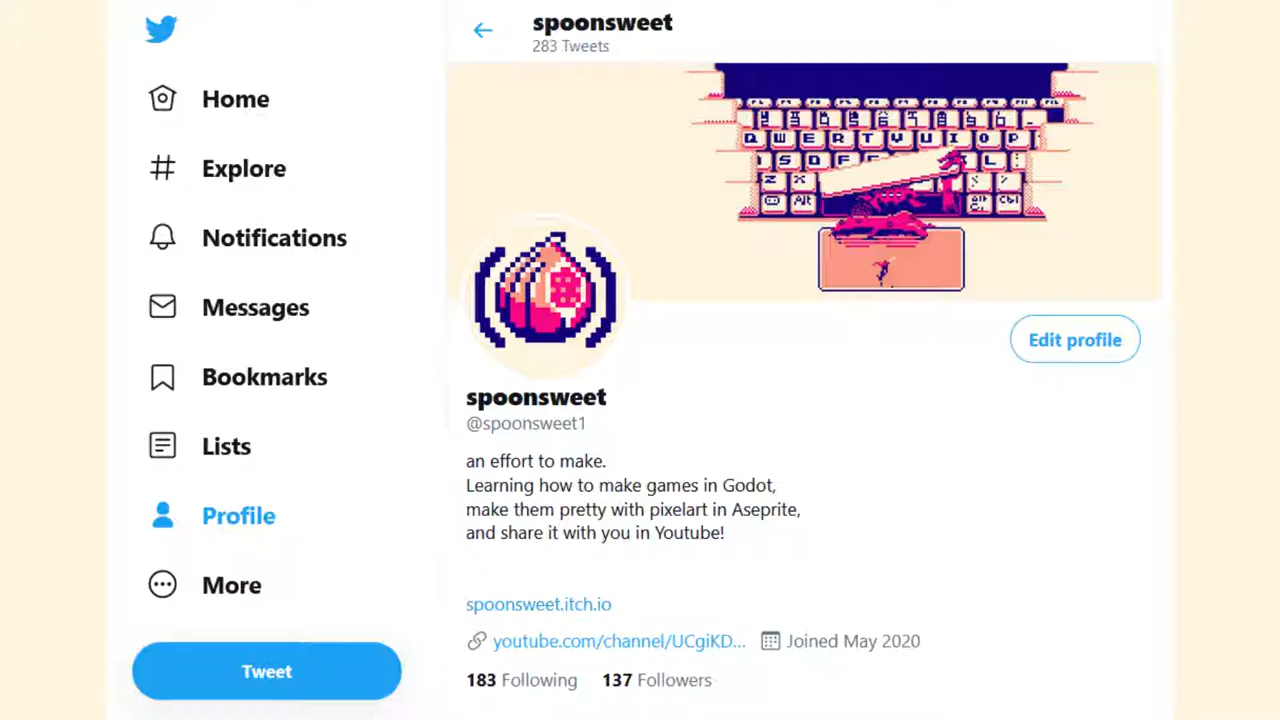 spoonsweet
283 Tweets
Home
Explore
Notifications
Messages
Bookmarks
Lists
Profile
More
Tweet
Q W E R T Y U I O P
S D F L
Z X
Alt Ctrl
Edit profile
spoonsweet
@spoonsweet1
an effort to make.
Learning how to make games in Godot,
make them pretty with pixelart in Aseprite,
and share it with you in Youtube!
spoonsweet.itch.io
youtube.com/channel/UCgiKD...
Joined May 2020
183 Following 137 Followers